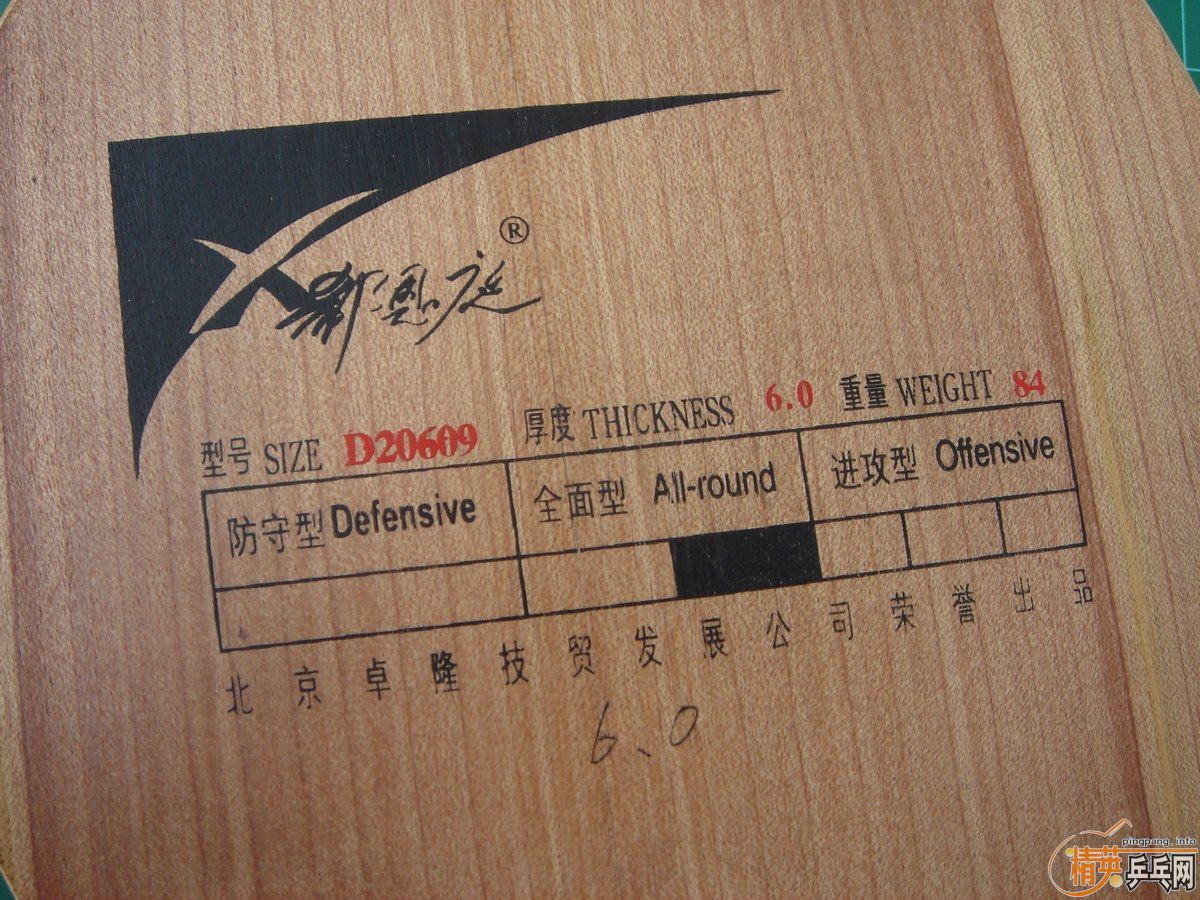 新奥廷®
型号 SIZE D20609 厚度 THICKNESS 6.0 重量 WEIGHT 84
防守型 Defensive 全面型 All-round 进攻型 Offensive
北京卓隆技贸发展公司荣誉出品
6.0
pingpang.info
精英乒乓网